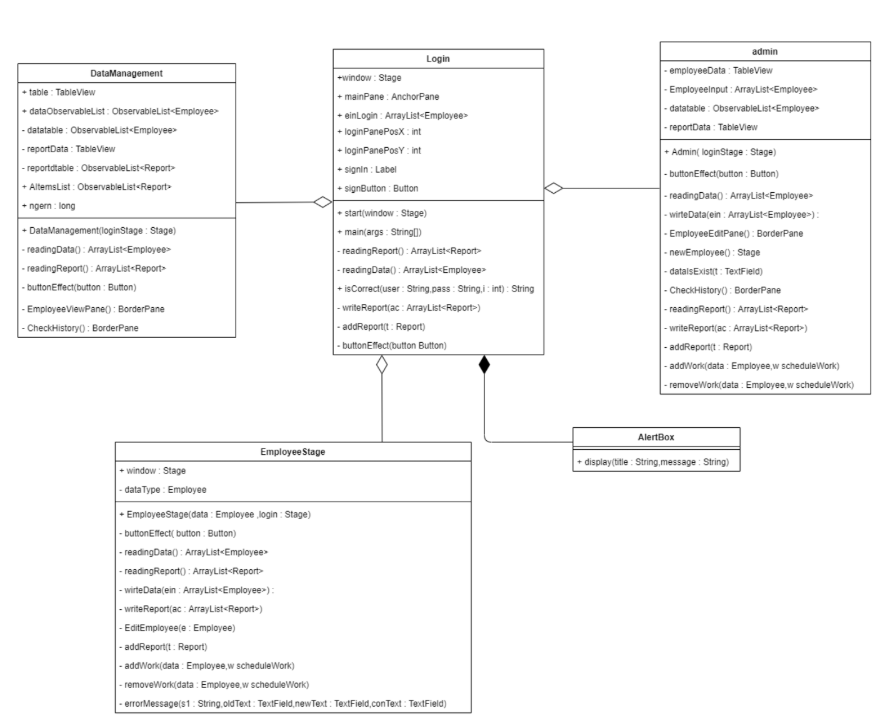 DataManagement
+ table : TableView
+ dataObservableList : ObservableList<Employee>
- datatable : ObservableList<Employee>
- reportData : TableView
- reportdtable : ObservableList<Report>
+ AItemsList : ObservableList<Report>
+ ngern : long
+ DataManagement(loginStage : Stage)
- readingData() : ArrayList<Employee>
- readingReport() : ArrayList<Report>
- buttonEffect(button : Button)
- EmployeeViewPane() : BorderPane
- CheckHistory() : BorderPane
Login
+window : Stage
+ mainPane : AnchorPane
+ einLogin : ArrayList<Employee>
+ loginPanePosX : int
+ loginPanePosY : int
+ signIn : Label
+ signButton : Button
+ start(window : Stage)
+ main(args : String[])
- readingReport() : ArrayList<Report>
- readingData() : ArrayList<Employee>
+ isCorrect(user : String,pass : String,i : int) : String
- writeReport(ac : ArrayList<Report>)
- addReport(t : Report)
- buttonEffect(button Button)
admin
- employeeData : TableView
- EmployeeInput : ArrayList<Employee>
- datatable : ObservableList<Employee>
- reportData : TableView
+ Admin( loginStage : Stage)
- buttonEffect(button : Button)
- readingData() : ArrayList<Employee>
- wirteData(ein : ArrayList<Employee>) :
- EmployeeEditPane() : BorderPane
- newEmployee() : Stage
- dataIsExist(t : TextField)
- CheckHistory() : BorderPane
- readingReport() : ArrayList<Report>
- writeReport(ac : ArrayList<Report>)
- addReport(t : Report)
- addWork(data : Employee,w scheduleWork)
- removeWork(data : Employee,w scheduleWork)
AlertBox
+ display(title : String,message : String)
EmployeeStage
+ window : Stage
- dataType : Employee
+ EmployeeStage(data : Employee ,login : Stage)
- buttonEffect( button : Button)
- readingData() : ArrayList<Employee>
- readingReport() : ArrayList<Report>
- wirteData(ein : ArrayList<Employee>) :
- writeReport(ac : ArrayList<Report>)
- EditEmployee(e : Employee)
- addReport(t : Report)
- addWork(data : Employee,w scheduleWork)
- removeWork(data : Employee,w scheduleWork)
- errorMessage(s1 : String,oldText : TextField,newText : TextField,conText : TextField)